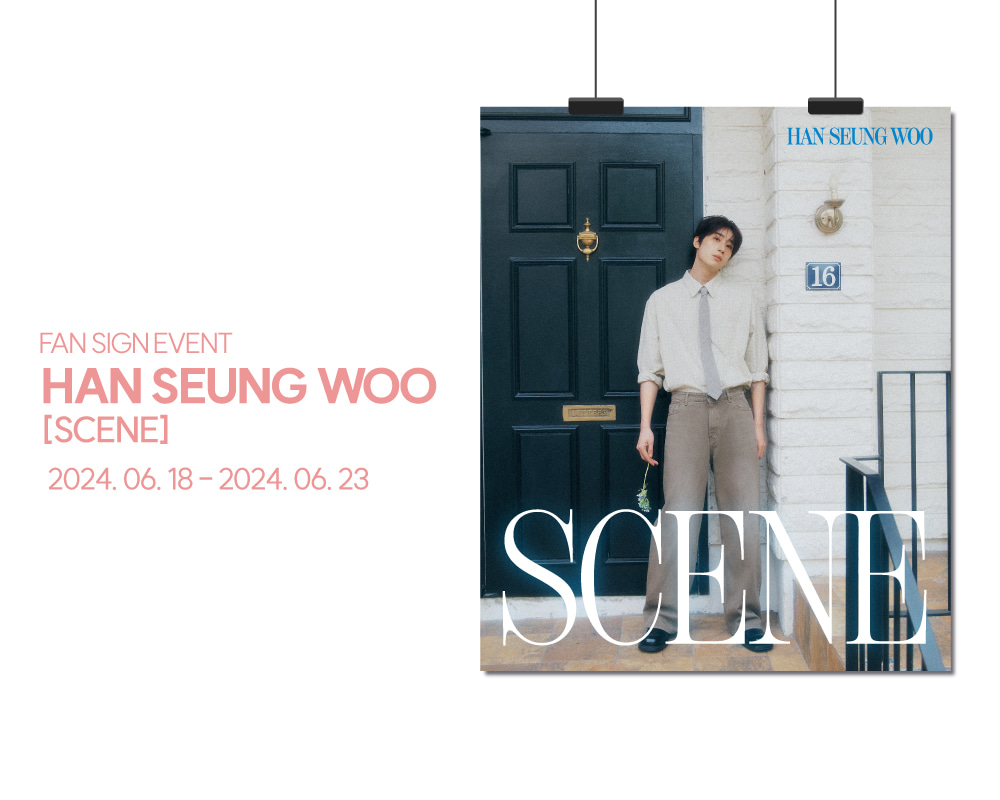 FAN SIGN EVENT
HAN SEUNG WOO
[SCENE]
2024. 06. 18 - 2024. 06. 23
HAN SEUNG WOO
16
SCENE